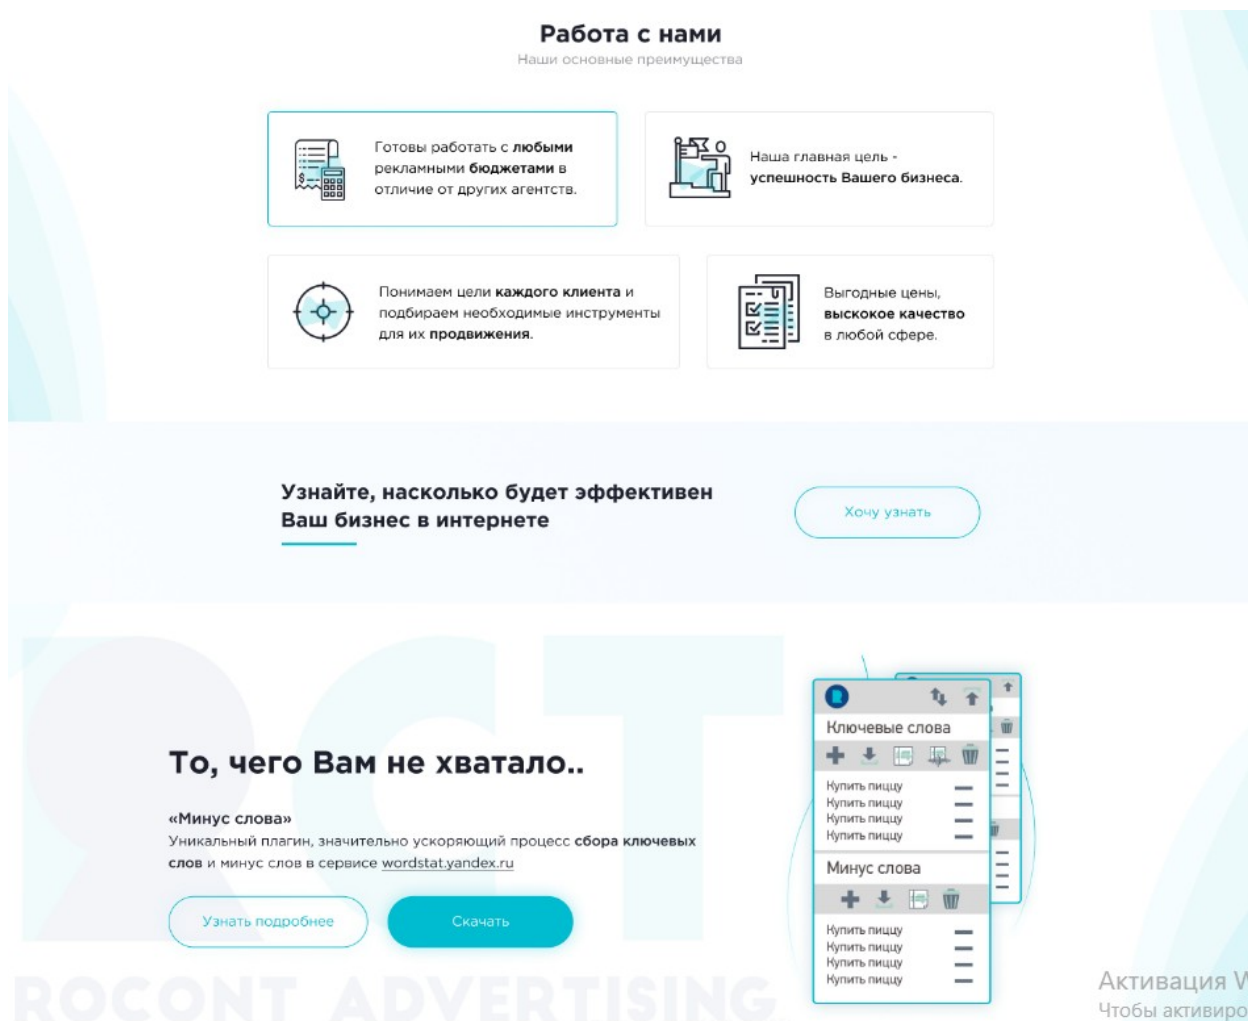 Работа с нами
Наши основные преимущества
Готовы работать с любыми
рекламными бюджетами в
отличие от других агентств.
Наша главная цель -
успешность Вашего бизнеса.
Понимаем цели каждого клиента и
подбираем необходимые инструменты
для их продвижения.
Выгодные цены,
выскокое качество
в любой сфере.
Узнайте, насколько будет эффективен
Ваш бизнес в интернете
Хочу узнать
То, чего Вам не хватало..
«Минус слова»
Уникальный плагин, значительно ускоряющий процесс сбора ключевых
слов и минус слов в сервисе wordstat.yandex.ru
Узнать подробнее
Скачать
Ключевые слова
Купить пиццу
Купить пиццу
Купить пиццу
Купить пиццу
Минус слова
Купить пиццу
Купить пиццу
Купить пиццу
Купить пиццу
RCT
ROCONT ADVERTISING
Активация W
Чтобы активиро